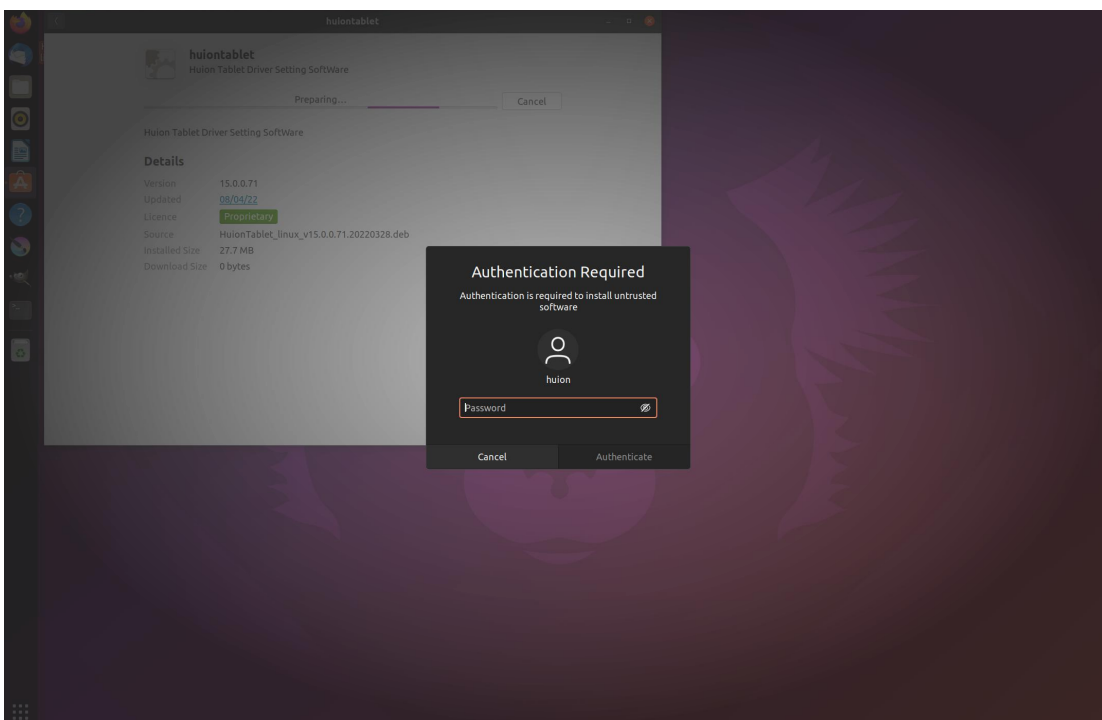 huiontablet
huiontablet
Huion Tablet Driver Setting SoftWare
Preparing...
Cancel
Huion Tablet Driver Setting SoftWare
Details
Version 15.0.0.71
Updated 08/04/22
Licence Proprietary
Source HuionTablet_linux_v15.0.0.71.20220328.deb
Installed Size 27.7 MB
Download Size 0 bytes
Authentication Required
Authentication is required to install untrusted
software
huion
Password
Cancel Authenticate